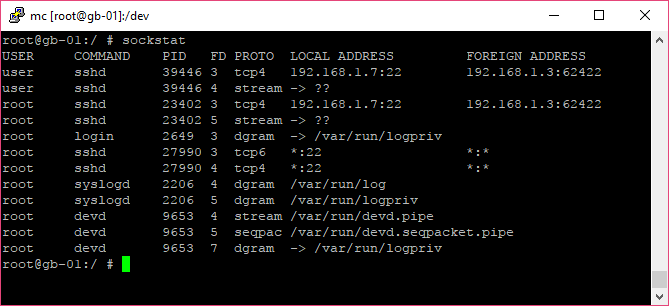 mc [root@gb-01]:/dev
root@gb-01:/ # sockstat
USER COMMAND PID FD PROTO LOCAL ADDRESS FOREIGN ADDRESS
user sshd 39446 3 tcp4 192.168.1.7:22 192.168.1.3:62422
user sshd 39446 4 stream -> ??
root sshd 23402 3 tcp4 192.168.1.7:22 192.168.1.3:62422
root sshd 23402 5 stream -> ??
root login 2649 3 dgram -> /var/run/logpriv
root sshd 27990 3 tcp6 *:22 *:*
root sshd 27990 4 tcp4 *:22 *:*
root syslogd 2206 4 dgram /var/run/log
root syslogd 2206 5 dgram /var/run/logpriv
root devd 9653 4 stream /var/run/devd.pipe
root devd 9653 5 seqpac /var/run/devd.seqpacket.pipe
root devd 9653 7 dgram -> /var/run/logpriv
root@gb-01:/ #